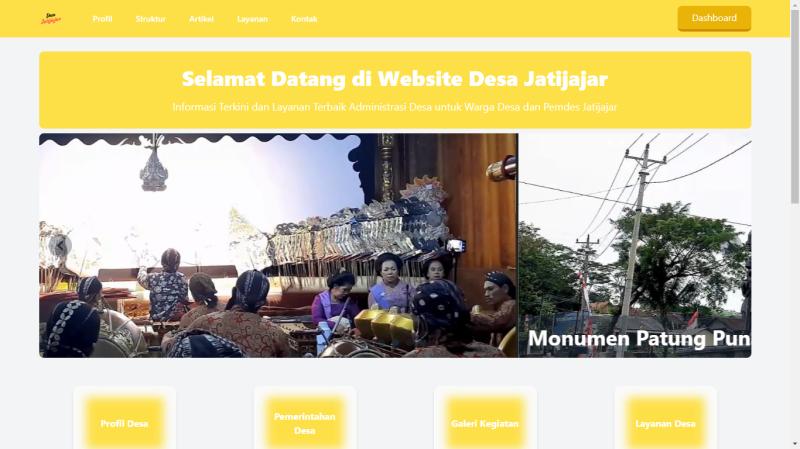 Desa
Jatijajar
Profil
Struktur
Artikel
Layanan
Kontak
Dashboard
Selamat Datang di Website Desa Jatijajar
Informasi Terkini dan Layanan Terbaik Administrasi Desa untuk Warga Desa dan Pemdes Jatijajar
Monumen Patung Pun
Profil Desa
Pemerintahan
Desa
Galeri Kegiatan
Layanan Desa